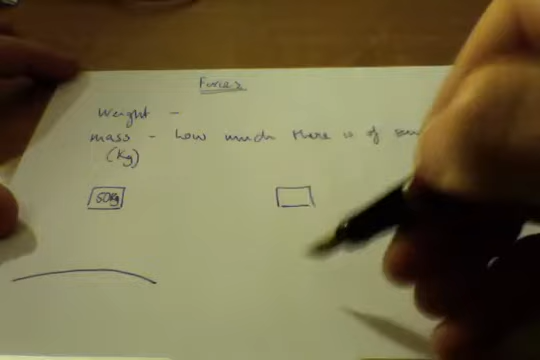 Forces
Weight -
mass - how much there is of
(Kg)
50Kg